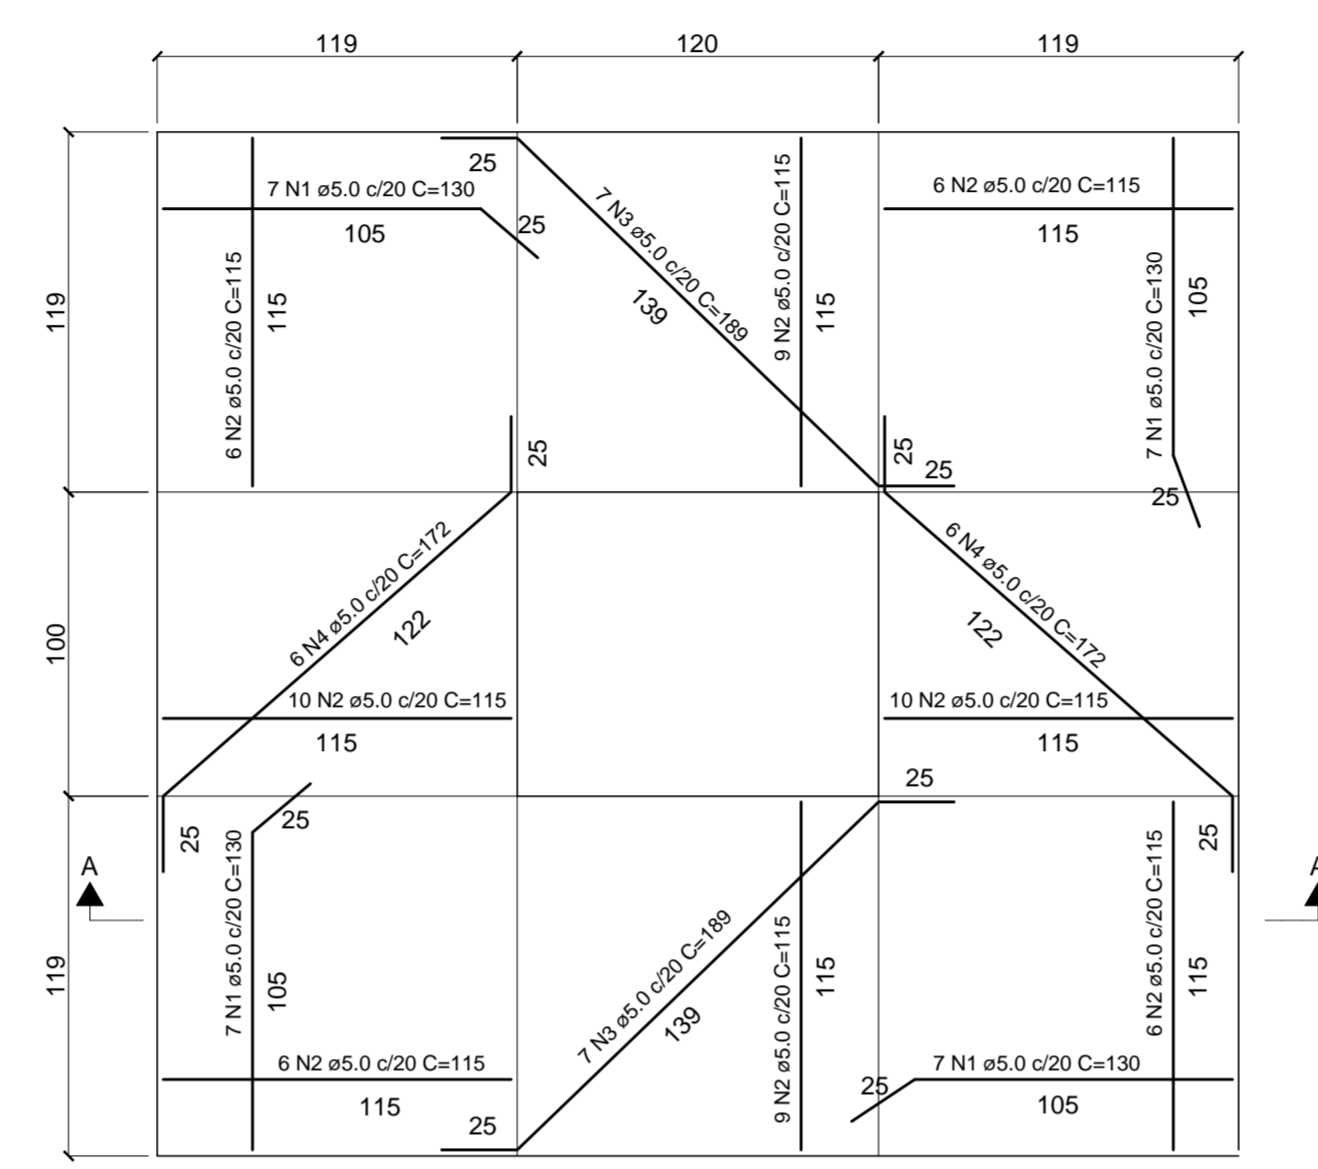 119
120
119
25
7 N1 ø5.0 c/20 C=130
105
25
6 N2 ø5.0 c/20 C=115
115
7 N3 ø5.0 c/20 C=189
139
9 N2 ø5.0 c/20 C=115
115
6 N2 ø5.0 c/20 C=115
115
7 N1 ø5.0 c/20 C=130
105
25
119
25
25
25
6 N4 ø5.0 c/20 C=172
122
6 N4 ø5.0 c/20 C=172
122
100
10 N2 ø5.0 c/20 C=115
115
10 N2 ø5.0 c/20 C=115
115
25
25
25
25
A
A
7 N1 ø5.0 c/20 C=130
105
7 N3 ø5.0 c/20 C=189
139
9 N2 ø5.0 c/20 C=115
115
6 N2 ø5.0 c/20 C=115
115
119
6 N2 ø5.0 c/20 C=115
115
25
25
7 N1 ø5.0 c/20 C=130
105